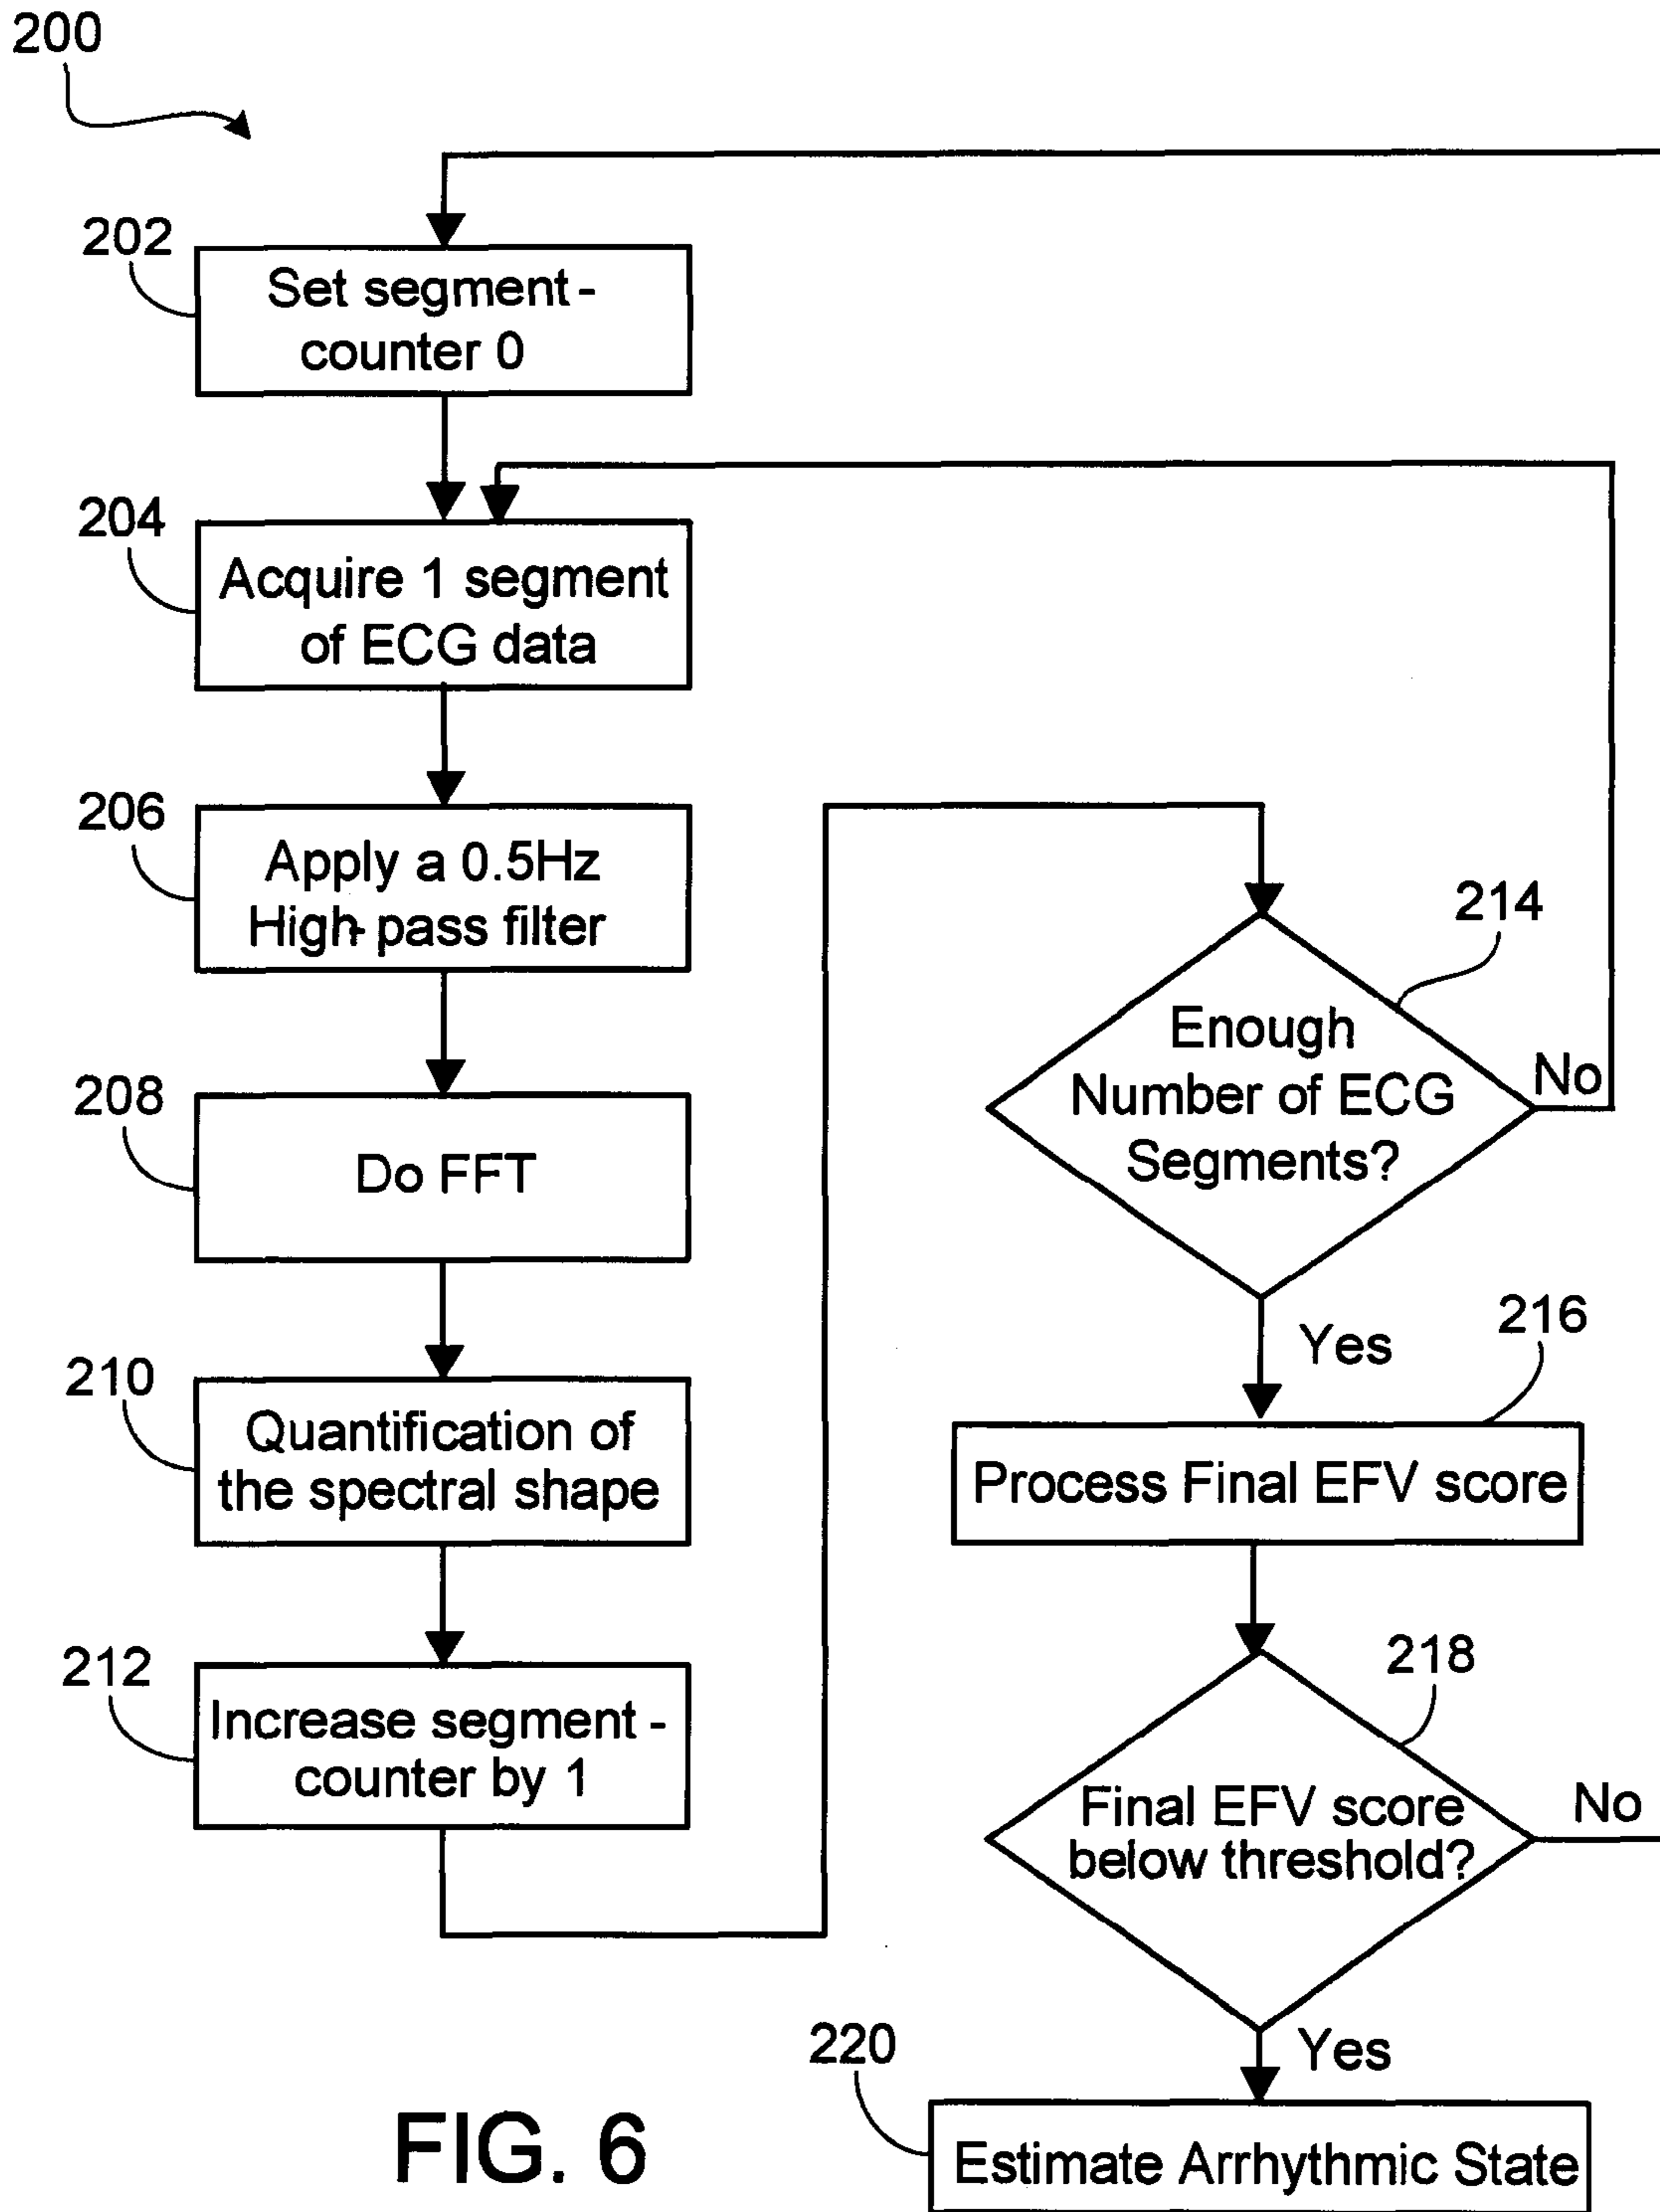 200
202
Set segment-
counter 0
204
Acquire 1 segment
of ECG data
206
Apply a 0.5Hz
High-pass filter
208
Do FFT
210
Quantification of
the spectral shape
212
Increase segment-
counter by 1
214
Enough
Number of ECG
Segments?
No
Yes
216
Process Final EFV score
218
Final EFV score
below threshold?
No
Yes
220
Estimate Arrhythmic State
FIG. 6